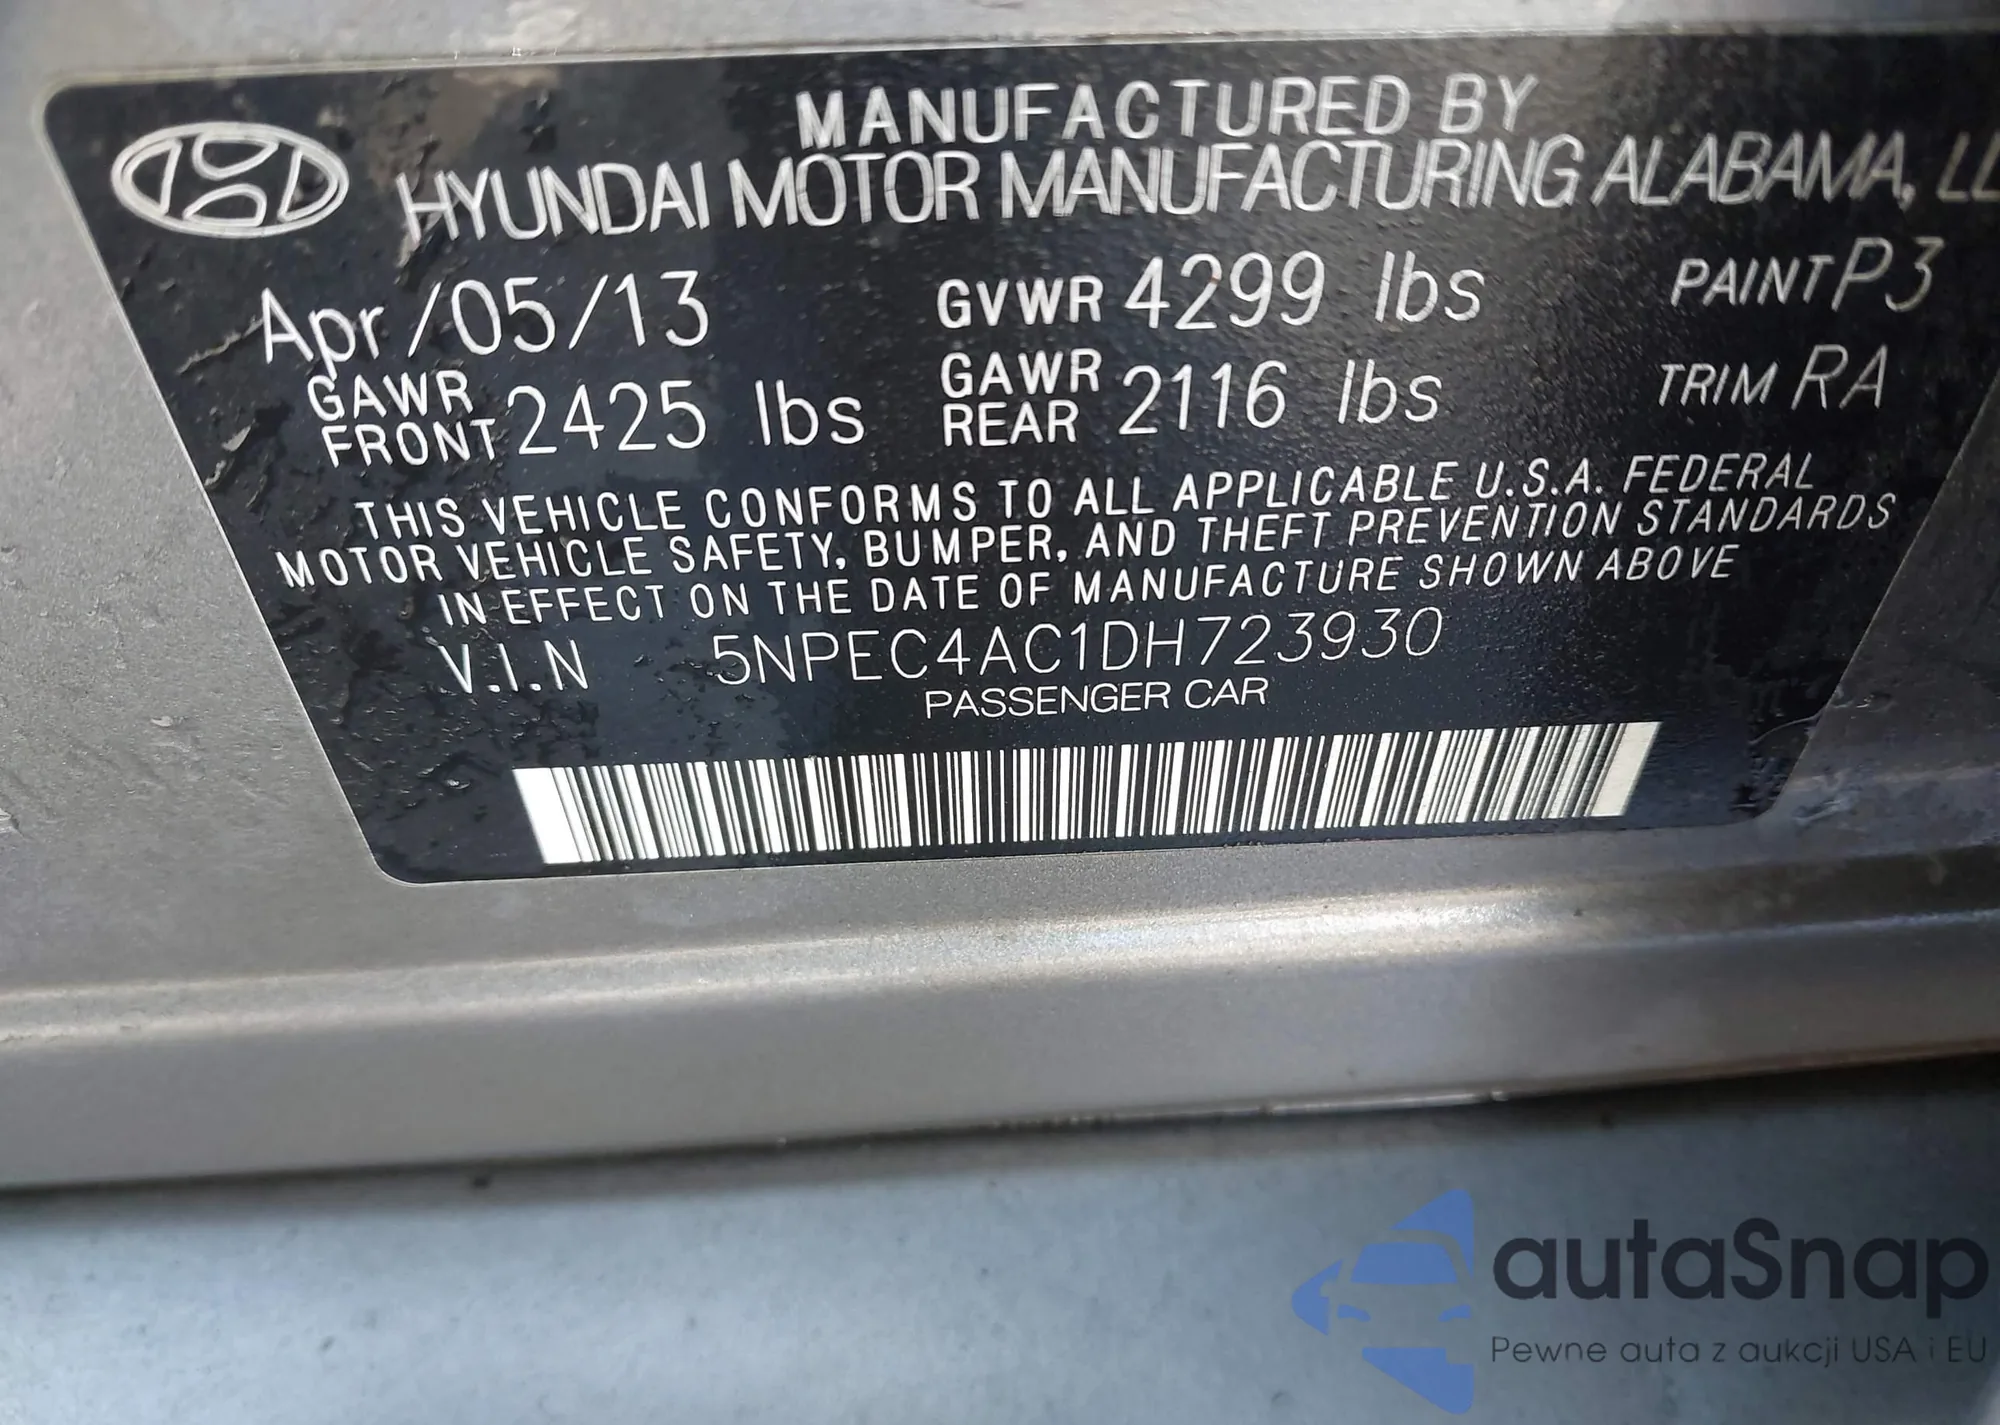 MANUFACTURED BY
HYUNDAI MOTOR MANUFACTURING ALABAMA, LL
Apr/05/13 GVWR 4299 lbs PAINT P3
GAWR FRONT 2425 lbs GAWR REAR 2116 lbs TRIM RA
THIS VEHICLE CONFORMS TO ALL APPLICABLE U.S.A. FEDERAL
MOTOR VEHICLE SAFETY, BUMPER, AND THEFT PREVENTION STANDARDS
IN EFFECT ON THE DATE OF MANUFACTURE SHOWN ABOVE
V.I.N 5NPEC4AC1DH723930
PASSENGER CAR
autaSnap
Pewne auta z aukcji USA i EU